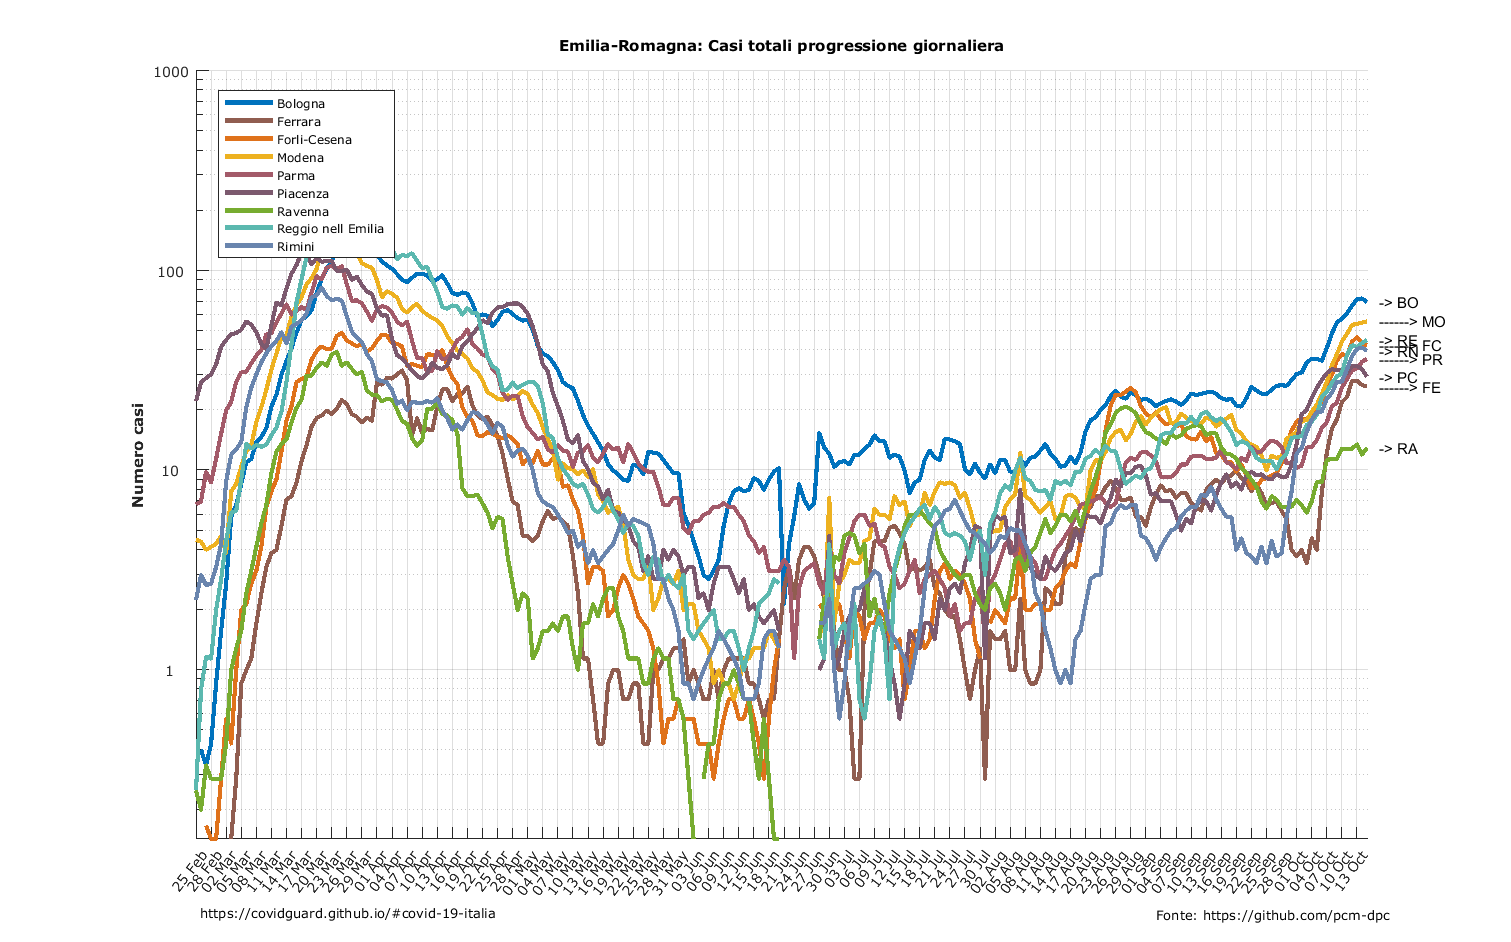 Emilia-Romagna: Casi totali progressione giornaliera
1000
100
10
1
Numero casi
Bologna
Ferrara
Forli-Cesena
Modena
Parma
Piacenza
Ravenna
Reggio nell Emilia
Rimini
-> BO
------> MO
-> RE
------> FC
-> RN
------> PR
-> PC
------> FE
-> RA
25 Feb
28 Feb
02 Mar
05 Mar
08 Mar
11 Mar
14 Mar
17 Mar
20 Mar
23 Mar
26 Mar
29 Mar
01 Apr
04 Apr
07 Apr
10 Apr
13 Apr
16 Apr
19 Apr
22 Apr
25 Apr
28 Apr
01 May
04 May
07 May
10 May
13 May
16 May
19 May
22 May
25 May
28 May
31 May
03 Jun
06 Jun
09 Jun
12 Jun
15 Jun
18 Jun
21 Jun
24 Jun
27 Jun
30 Jun
03 Jul
06 Jul
09 Jul
12 Jul
15 Jul
18 Jul
21 Jul
24 Jul
27 Jul
30 Jul
02 Aug
05 Aug
08 Aug
11 Aug
14 Aug
17 Aug
20 Aug
23 Aug
26 Aug
29 Aug
01 Sep
04 Sep
07 Sep
10 Sep
13 Sep
16 Sep
19 Sep
22 Sep
25 Sep
28 Sep
01 Oct
04 Oct
07 Oct
10 Oct
13 Oct
https://covidguard.github.io/#covid-19-italia
Fonte: https://github.com/pcm-dpc